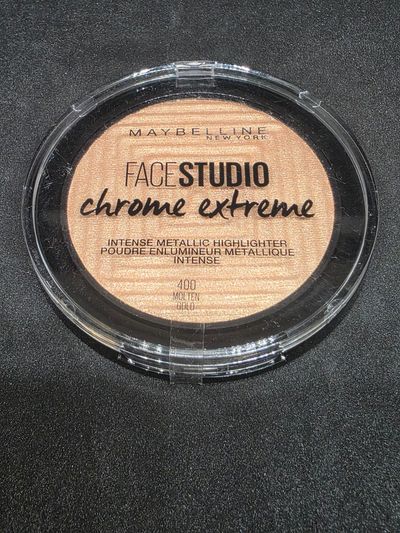 MAYBELLINE
NEW YORK
FACESTUDIO
chrome extreme
INTENSE METALLIC HIGHLIGHTER
POUDRE ENLUMINEUR MÉTALLIQUE
INTENSE
400
MOLTEN
GOLD